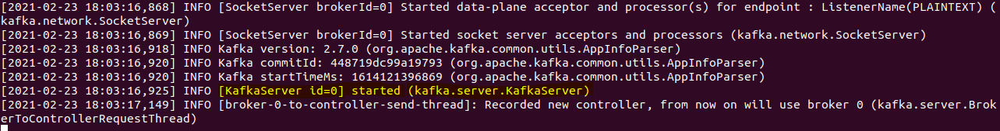 [2021-02-23 18:03:16,868] INFO [SocketServer brokerId=0] Started data-plane acceptor and processor(s) for endpoint : ListenerName(PLAINTEXT) (
kafka.network.SocketServer)
[2021-02-23 18:03:16,869] INFO [SocketServer brokerId=0] Started socket server acceptors and processors (kafka.network.SocketServer)
[2021-02-23 18:03:16,918] INFO Kafka version: 2.7.0 (org.apache.kafka.common.utils.AppInfoParser)
[2021-02-23 18:03:16,920] INFO Kafka commitId: 448719dc99a19793 (org.apache.kafka.common.utils.AppInfoParser)
[2021-02-23 18:03:16,920] INFO Kafka startTimeMs: 1614121396869 (org.apache.kafka.common.utils.AppInfoParser)
[2021-02-23 18:03:16,925] INFO [KafkaServer id=0] started (kafka.server.KafkaServer)
[2021-02-23 18:03:17,149] INFO [broker-0-to-controller-send-thread]: Recorded new controller, from now on will use broker 0 (kafka.server.Brok
erToControllerRequestThread)